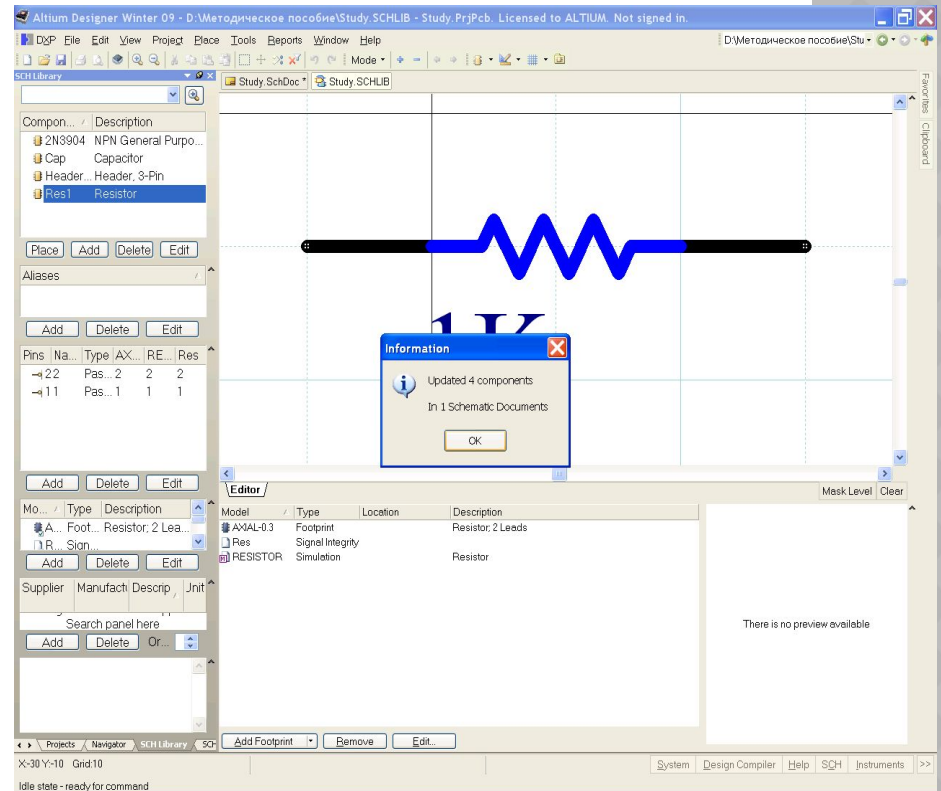 Altium Designer Winter 09 - D:\Методическое пособие\Study.SCHLIB - Study.PrjPcb. Licensed to ALTIUM. Not signed in.
DXP File Edit View Project Place Tools Reports Window Help D:\Методическое пособие\Stu
Mode
SCH Library
Study.SchDoc * Study.SCHLIB
Favorites
Clipboard
Compon... / Description
2N3904 NPN General Purpo...
Cap Capacitor
Header... Header, 3-Pin
Res1 Resistor
Place Add Delete Edit
Aliases /
Add Delete Edit
Pins Na... Type AX... RE... Res
2 2 Pas... 2 2 2
1 1 Pas... 1 1 1
Add Delete Edit
Mo... / Type Description
A... Foot... Resistor; 2 Lea...
R... Sign...
Add Delete Edit
Supplier Manufact Descrip / Unit
Search panel here
Add Delete Or...
Projects Navigator SCH Library SCH
1K
Information
Updated 4 components
In 1 Schematic Documents
OK
Editor
Mask Level Clear
Model / Type Location Description
AXIAL-0.3 Footprint Resistor; 2 Leads
Res Signal Integrity
RESISTOR Simulation Resistor
There is no preview available
Add Footprint Remove Edit...
X:-30 Y:-10 Grid:10
System Design Compiler Help SCH Instruments >>
Idle state - ready for command